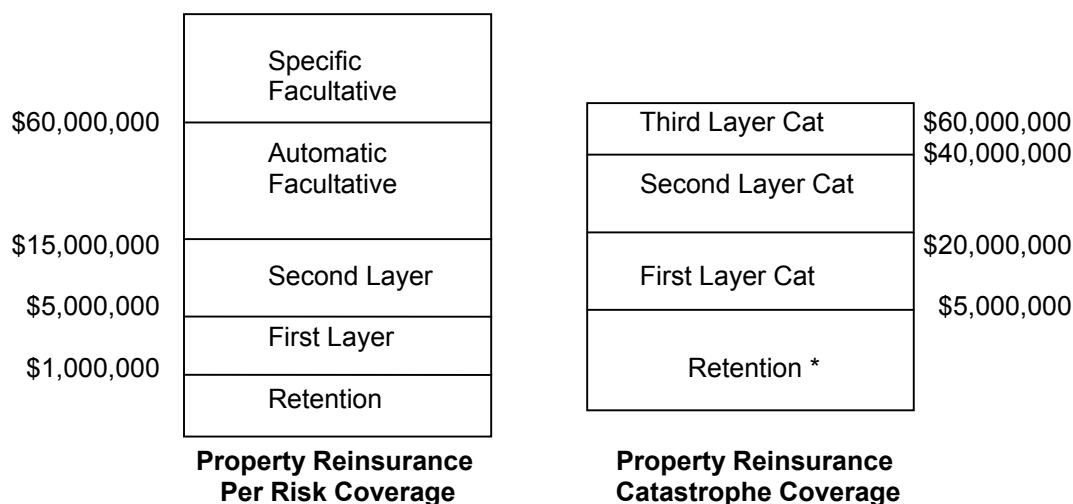 Specific
Facultative
$60,000,000
Automatic
Facultative
$15,000,000
Second Layer
$5,000,000
First Layer
$1,000,000
Retention
Property Reinsurance
Per Risk Coverage
Third Layer Cat
$60,000,000
$40,000,000
Second Layer Cat
$20,000,000
First Layer Cat
$5,000,000
Retention *
Property Reinsurance
Catastrophe Coverage